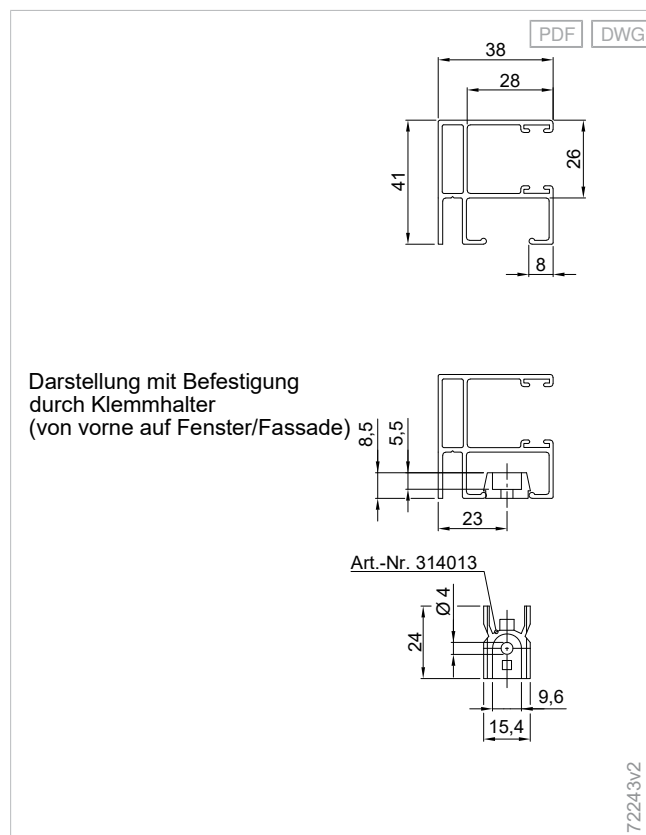 PDF DWG
38
28
41
26
8
Darstellung mit Befestigung
durch Klemmhalter
(von vorne auf Fenster/Fassade)
8,5
5,5
23
Art.-Nr. 314013
Ø 4
24
9,6
15,4
72243v2